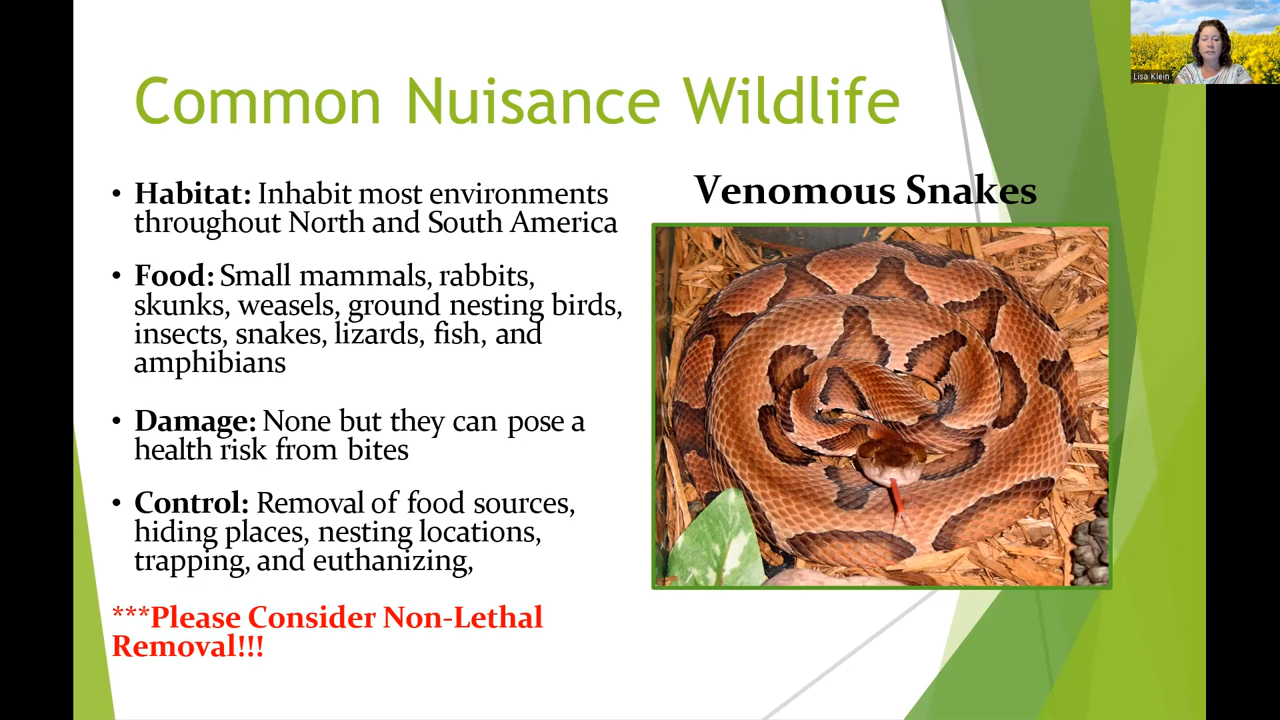 Common Nuisance Wildlife
Lisa Klein
• Habitat: Inhabit most environments
throughout North and South America
• Food: Small mammals, rabbits,
skunks, weasels, ground nesting birds,
insects, snakes, lizards, fish, and
amphibians
• Damage: None but they can pose a
health risk from bites
• Control: Removal of food sources,
hiding places, nesting locations,
trapping, and euthanizing,
***Please Consider Non-Lethal
Removal!!!
Venomous Snakes